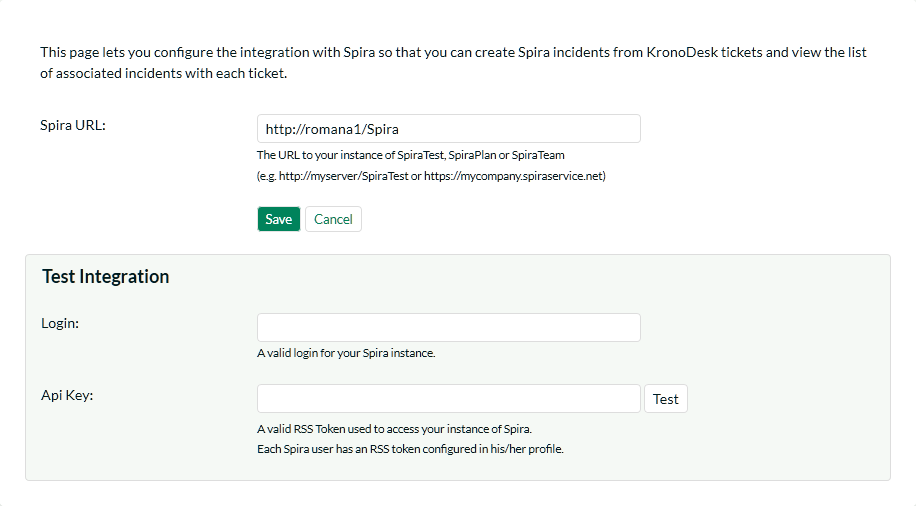 This page lets you configure the integration with Spira so that you can create Spira incidents from KronoDesk tickets and view the list
of associated incidents with each ticket.
Spira URL:
http://romana1/Spira
The URL to your instance of SpiraTest, SpiraPlan or SpiraTeam
(e.g. http://myserver/SpiraTest or https://mycompany.spiraservice.net)
Save Cancel
Test Integration
Login:
A valid login for your Spira instance.
Api Key:
Test
A valid RSS Token used to access your instance of Spira.
Each Spira user has an RSS token configured in his/her profile.